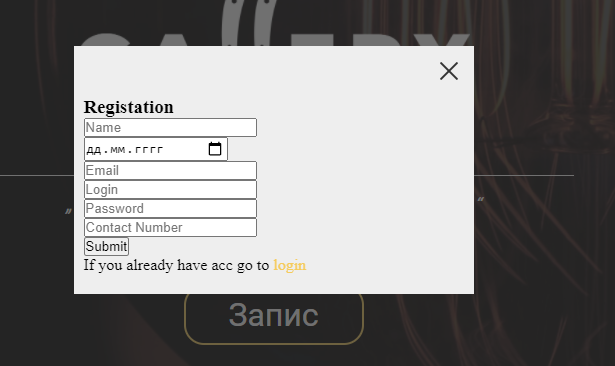 Registation
Name
дд.мм.гггг
Email
Login
Password
Contact Number
Submit
If you already have acc go to login
Запис